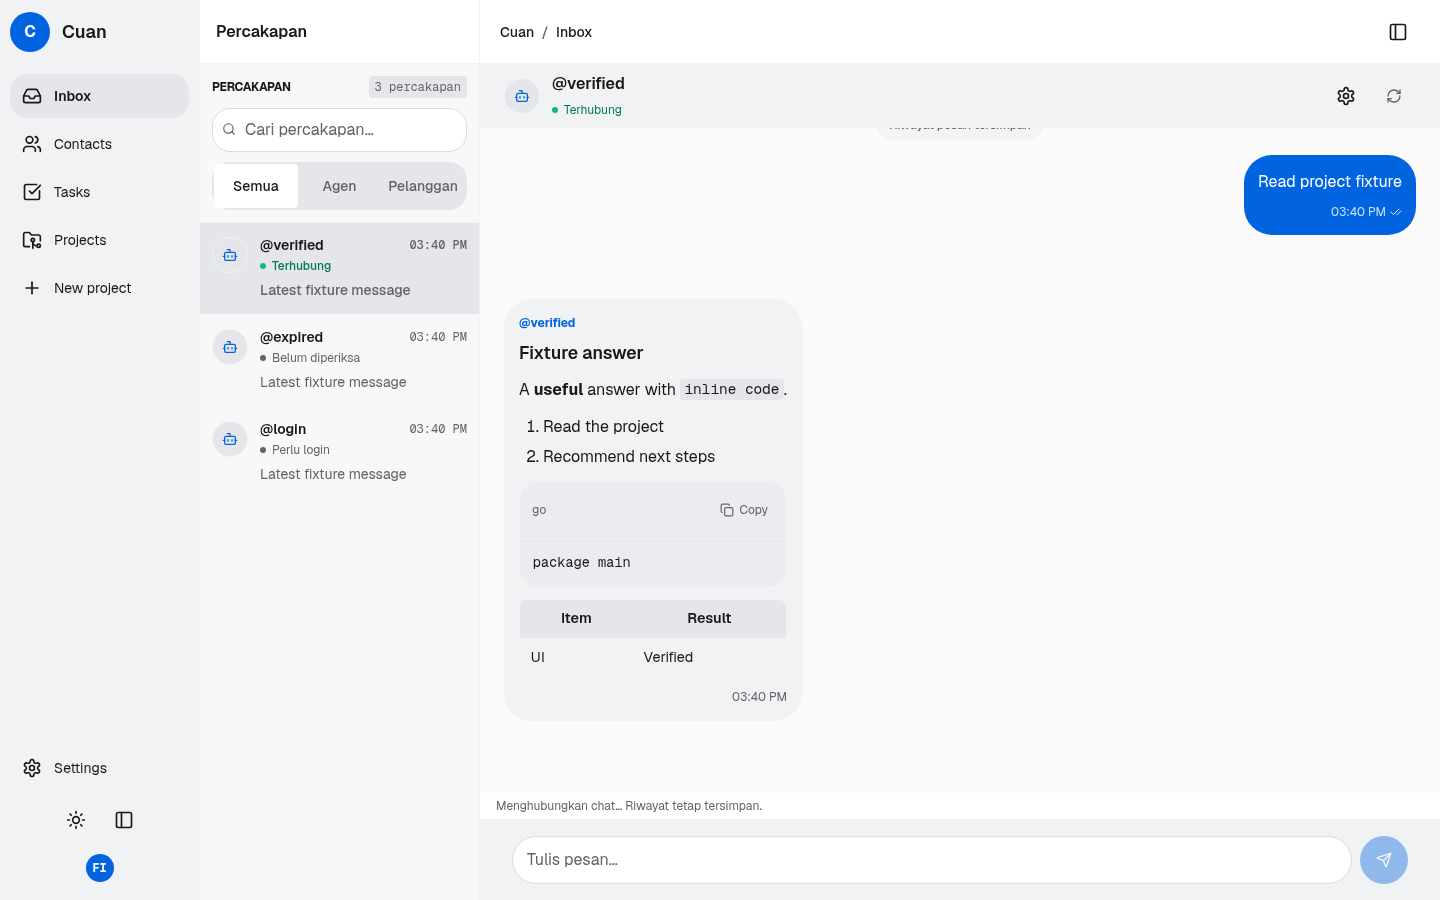 C
Cuan
Inbox
Contacts
Tasks
Projects
New project
Settings
FI
Percakapan
PERCAKAPAN
3 percakapan
Cari percakapan...
Semua
Agen
Pelanggan
@verified
03:40 PM
Terhubung
Latest fixture message
@expired
03:40 PM
Belum diperiksa
Latest fixture message
@login
03:40 PM
Perlu login
Latest fixture message
Cuan / Inbox
@verified
Terhubung
Riwayat pesan tersimpan
Read project fixture
03:40 PM
@verified
Fixture answer
A useful answer with inline code.
1. Read the project
2. Recommend next steps
go
Copy
package main
Item Result
UI Verified
03:40 PM
Menghubungkan chat... Riwayat tetap tersimpan.
Tulis pesan...